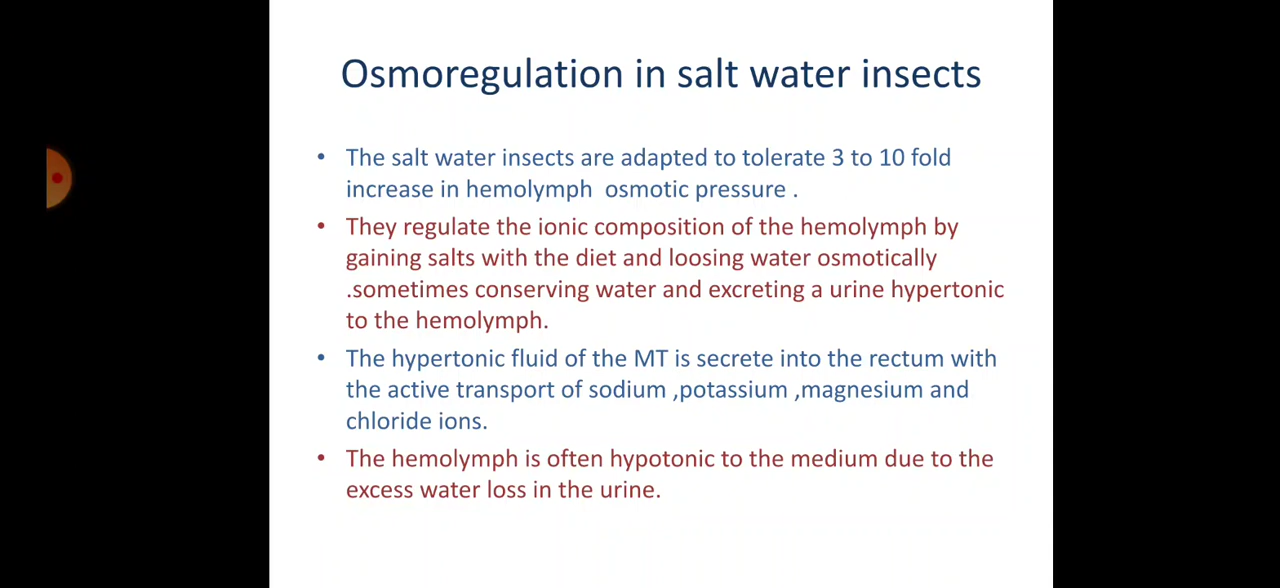 Osmoregulation in salt water insects
• The salt water insects are adapted to tolerate 3 to 10 fold
increase in hemolymph osmotic pressure .
• They regulate the ionic composition of the hemolymph by
gaining salts with the diet and loosing water osmotically
.sometimes conserving water and excreting a urine hypertonic
to the hemolymph.
• The hypertonic fluid of the MT is secrete into the rectum with
the active transport of sodium ,potassium ,magnesium and
chloride ions.
• The hemolymph is often hypotonic to the medium due to the
excess water loss in the urine.